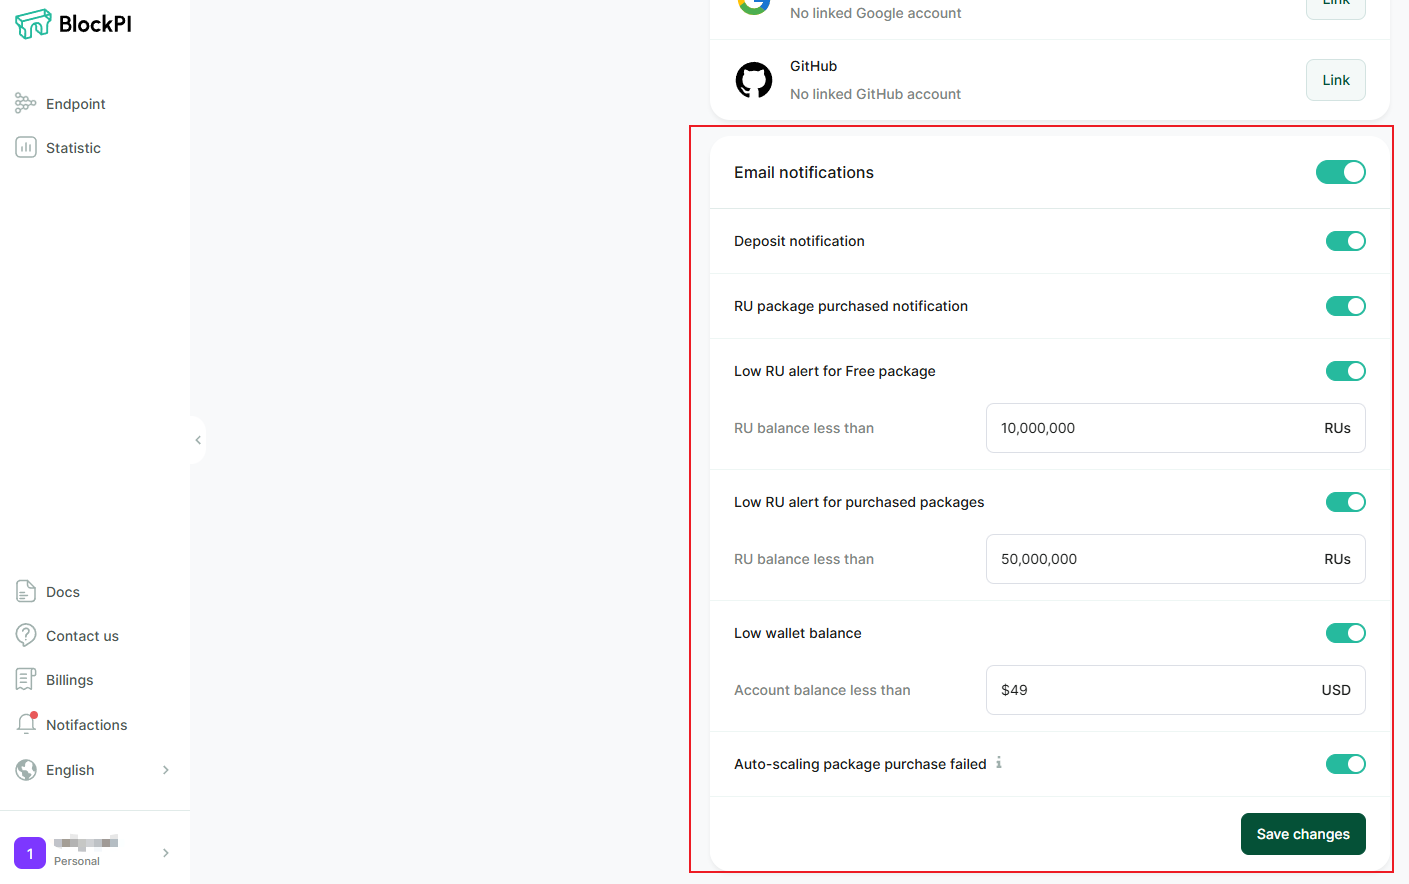 BlockPI
Endpoint
Statistic
Docs
Contact us
Billings
Notifactions
English
1
Personal
No linked Google account
Link
GitHub
No linked GitHub account
Link
Email notifications
Deposit notification
RU package purchased notification
Low RU alert for Free package
RU balance less than 10,000,000 RUs
Low RU alert for purchased packages
RU balance less than 50,000,000 RUs
Low wallet balance
Account balance less than $49 USD
Auto-scaling package purchase failed
Save changes